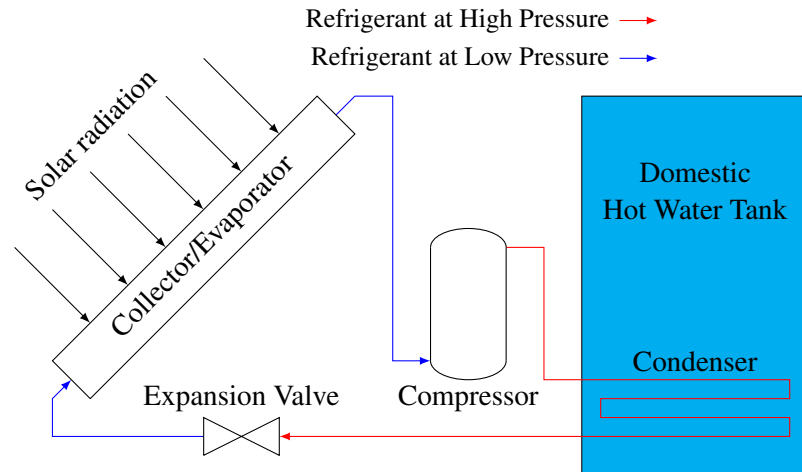 Refrigerant at High Pressure
Refrigerant at Low Pressure
Solar radiation
Collector/Evaporator
Domestic
Hot Water Tank
Condenser
Expansion Valve
Compressor